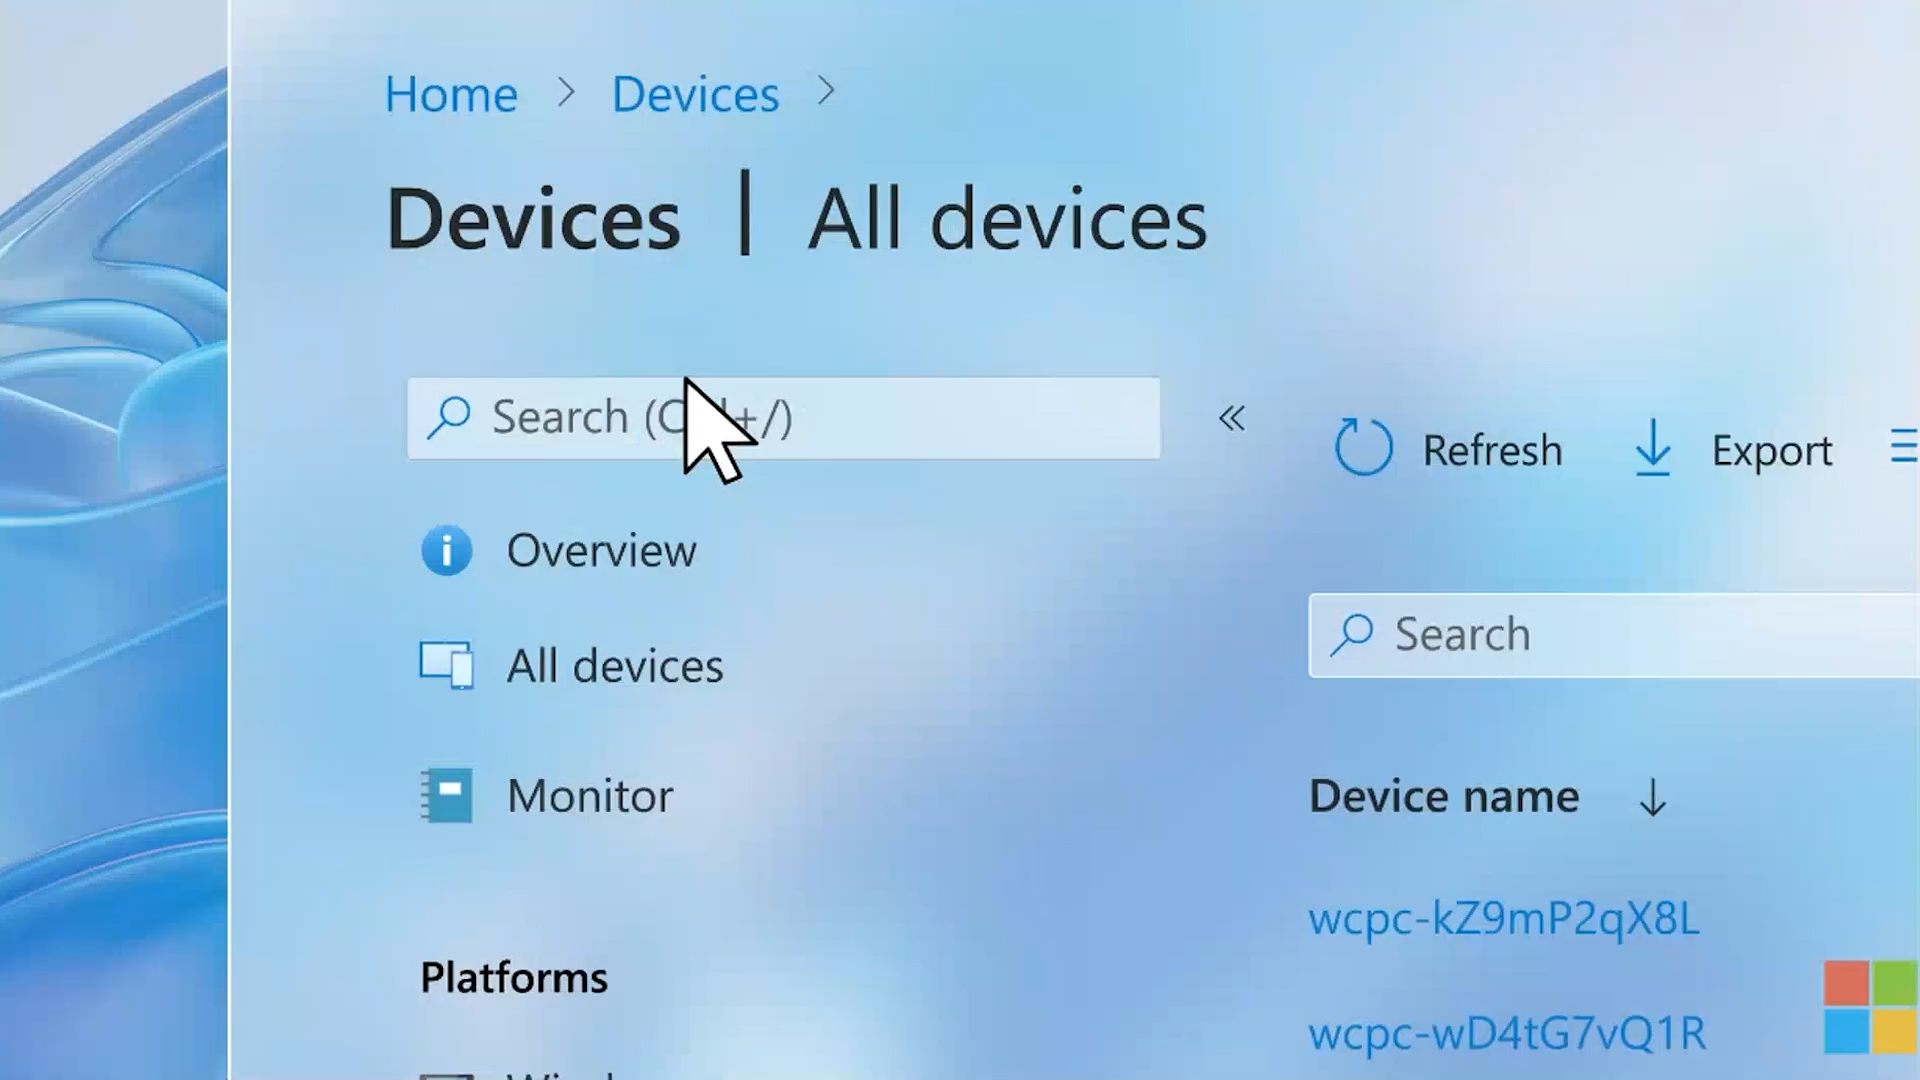 Home > Devices >
Devices | All devices
Search (C
+/)
Refresh
Export
Overview
Search
All devices
Monitor
Device name
wcpc-kZ9mP2qX8L
Platforms
wcpc-wD4tG7vQ1R